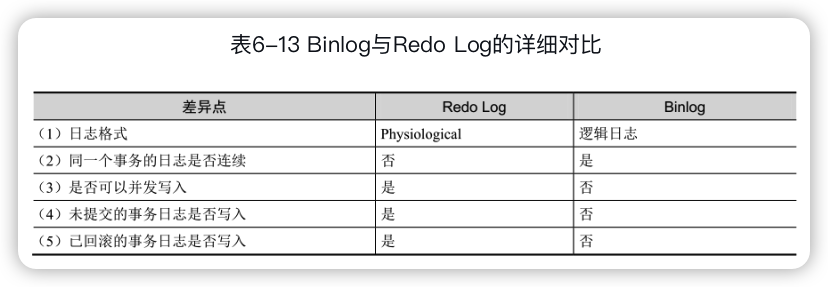 表6-13 Binlog与Redo Log的详细对比
差异点 Redo Log Binlog
（1）日志格式 Physiological 逻辑日志
（2）同一个事务的日志是否连续 否 是
（3）是否可以并发写入 是 否
（4）未提交的事务日志是否写入 是 否
（5）已回滚的事务日志是否写入 是 否